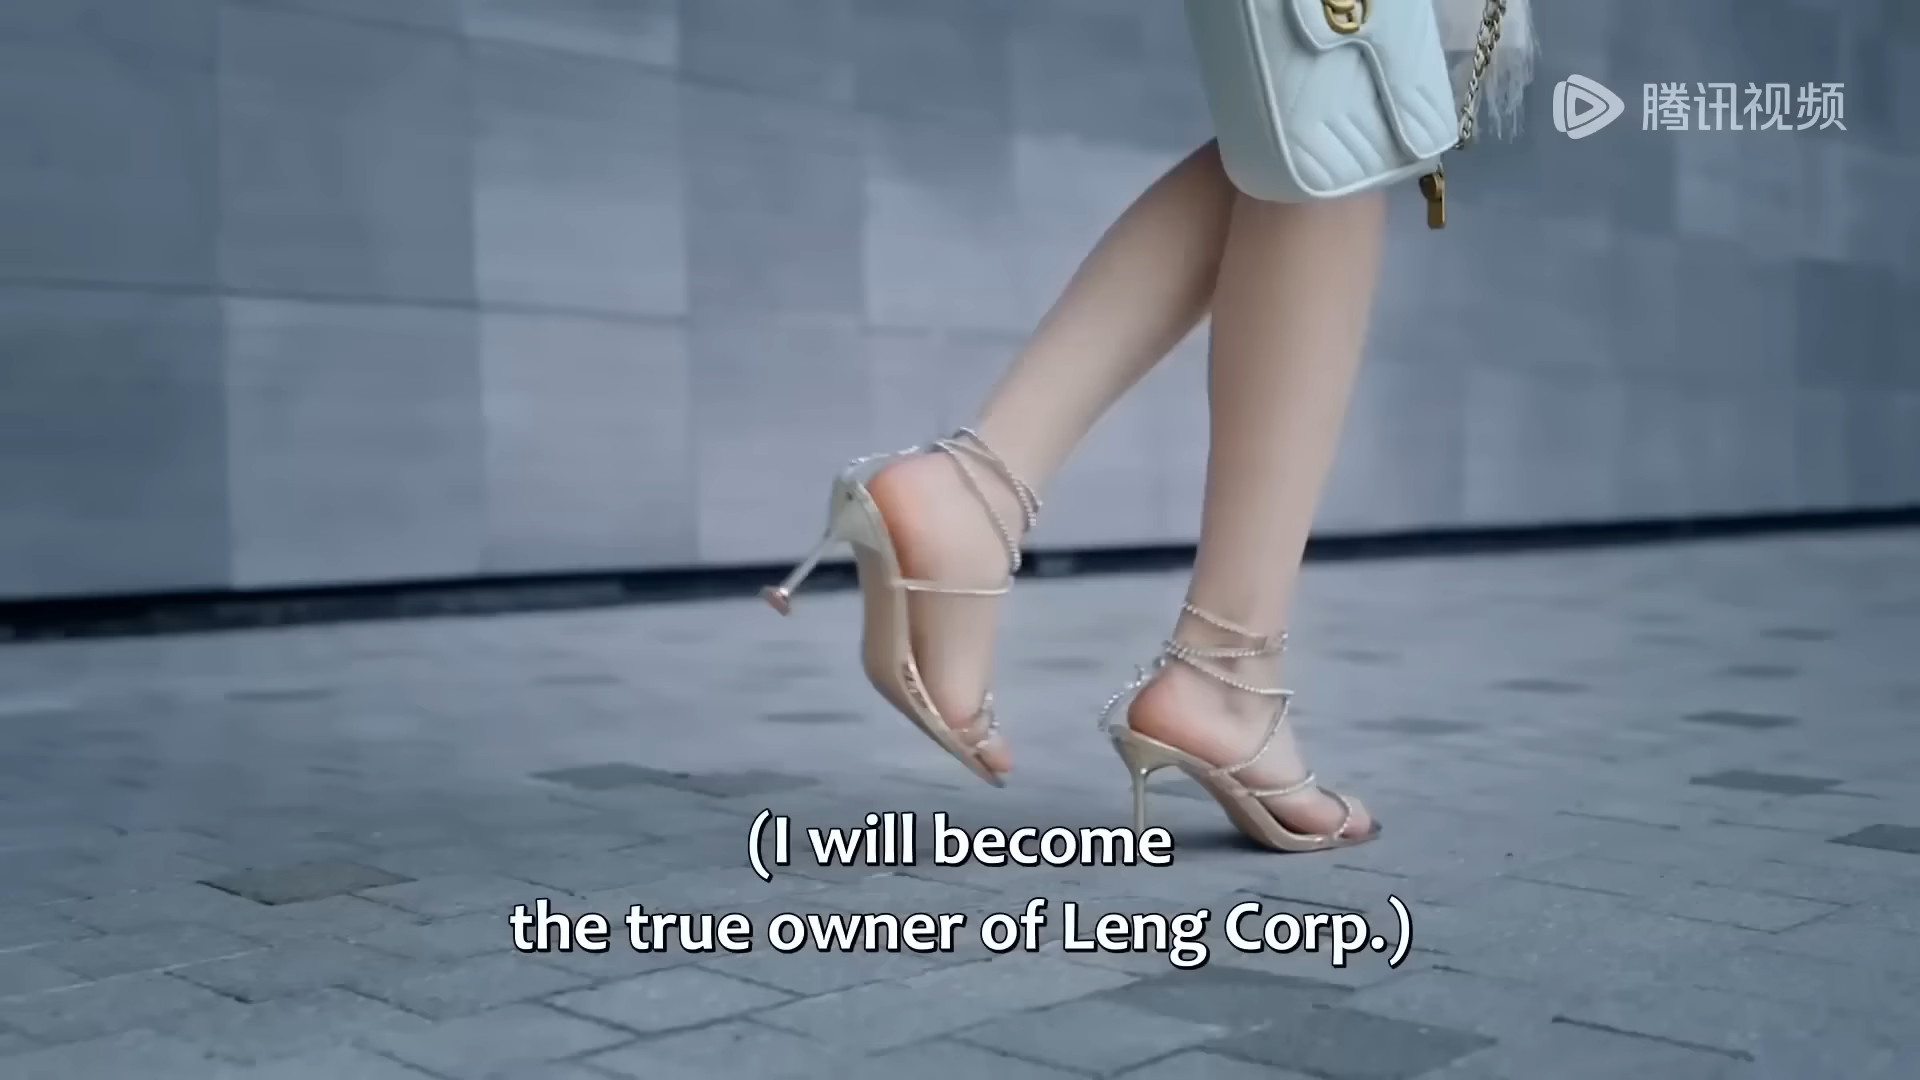 腾讯视频
(I will become
the true owner of Leng Corp.)